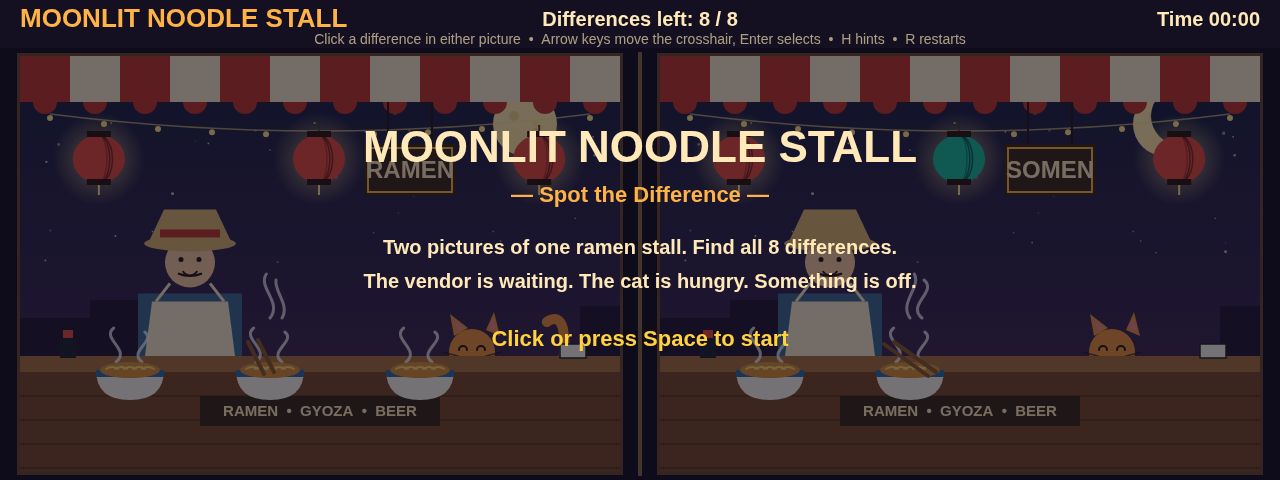 MOONLIT NOODLE STALL
Differences left: 8 / 8
Time 00:00
Click a difference in either picture • Arrow keys move the crosshair, Enter selects • H hints • R restarts
MOONLIT NOODLE STALL
RAMEN
SOMEN
— Spot the Difference —
Two pictures of one ramen stall. Find all 8 differences.
The vendor is waiting. The cat is hungry. Something is off.
Click or press Space to start
RAMEN • GYOZA • BEER
RAMEN • GYOZA • BEER